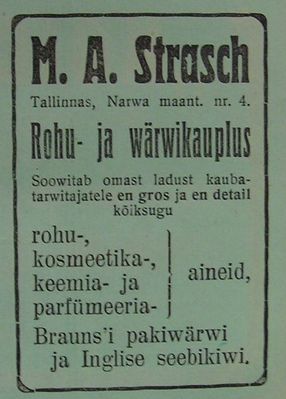 M. A. Strasch
Tallinnas, Narwa maant. nr. 4.
Rohu- ja wärwikauplus
Soowitab omast ladust kauba-
tarwitajatele en gros ja en detail
kõiksugu
rohu-,
kosmeetika-,
keemia- ja
parfümeeria-
aineid,
Brauns'i pakiwärwi
ja Inglise seebikiwi.